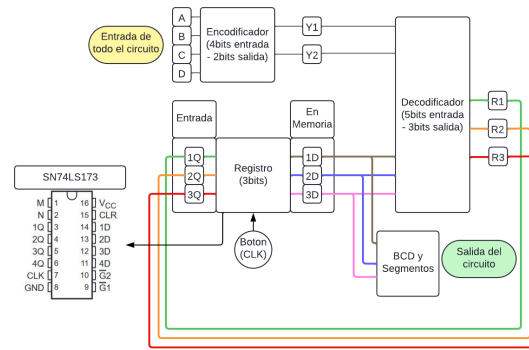 Entrada de
todo el circuito
A
B
C
D
Encodificador
(4bits entrada
- 2bits salida)
Y1
Y2
Decodificador
(5bits entrada
- 3bits salida)
R1
R2
R3
Entrada
1Q
2Q
3Q
Registro
(3bits)
En
Memoria
1D
2D
3D
Boton
(CLK)
BCD y
Segmentos
Salida del
circuito
SN74LS173
M 1 16 VCC
N 2 15 CLR
1Q 3 14 1D
2Q 4 13 2D
3Q 5 12 3D
4Q 6 11 4D
CLK 7 10 G2
GND 8 9 G1